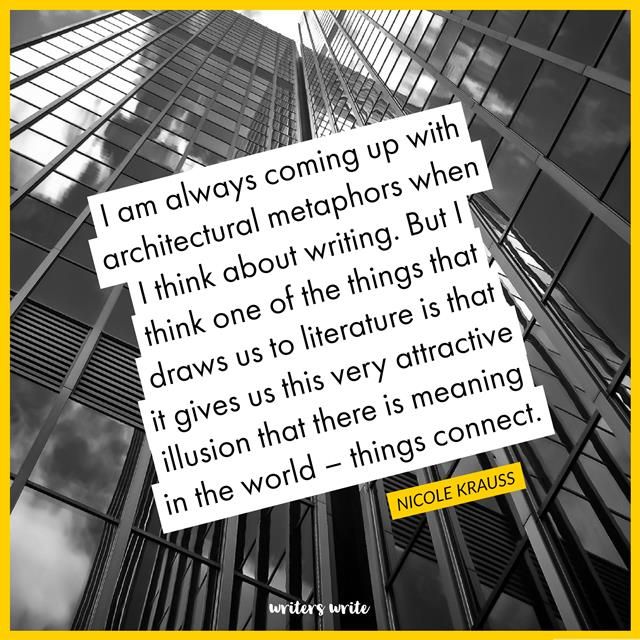 I am always coming up with
architectural metaphors when
I think about writing. But I
think one of the things that
draws us to literature is that
it gives us this very attractive
illusion that there is meaning
in the world – things connect.
NICOLE KRAUSS
writers write